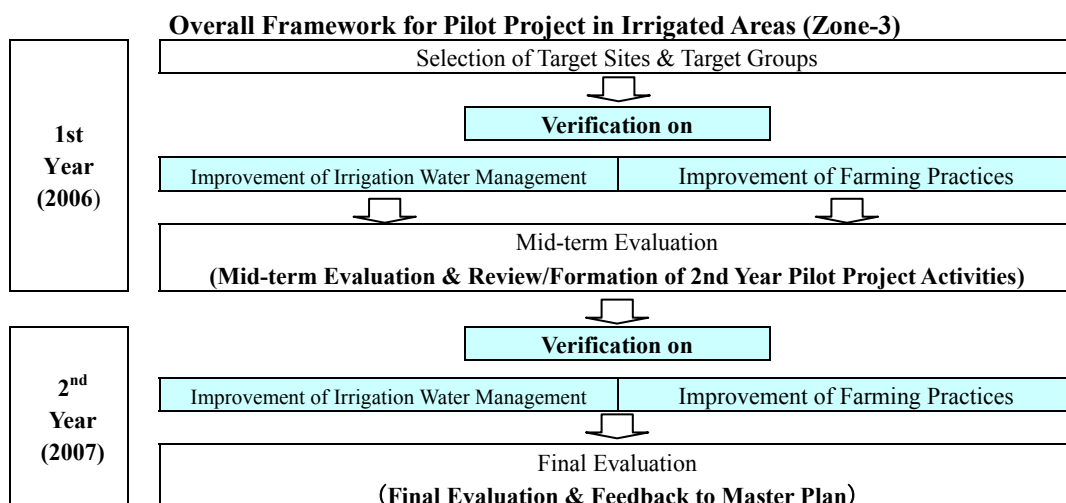 Overall Framework for Pilot Project in Irrigated Areas (Zone-3)
1st
Year
(2006)
Selection of Target Sites & Target Groups
Verification on
Improvement of Irrigation Water Management
Improvement of Farming Practices
Mid-term Evaluation
(Mid-term Evaluation & Review/Formation of 2nd Year Pilot Project Activities)
2nd
Year
(2007)
Verification on
Improvement of Irrigation Water Management
Improvement of Farming Practices
Final Evaluation
(Final Evaluation & Feedback to Master Plan)